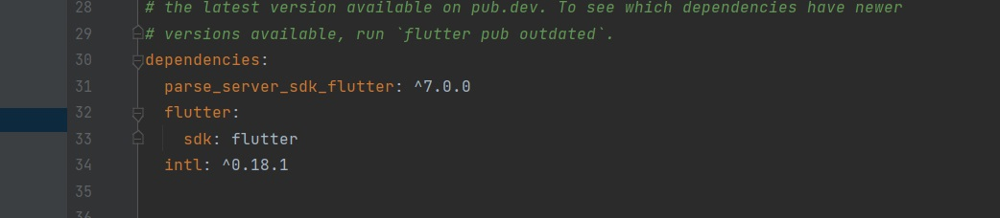 28 # the latest version available on pub.dev. To see which dependencies have newer
29 # versions available, run `flutter pub outdated`.
30 dependencies:
31 parse_server_sdk_flutter: ^7.0.0
32 flutter:
33 sdk: flutter
34 intl: ^0.18.1
35
36